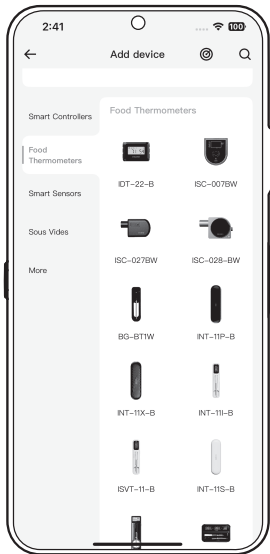 2:41
100
Add device
Smart Controllers
Food
Thermometers
Smart Sensors
Sous Vides
More
Food Thermometers
IDT-22-B
ISC-007BW
ISC-027BW
ISC-028-BW
BG-BT1W
INT-11P-B
INT-11X-B
INT-11I-B
ISVT-11-B
INT-11S-B